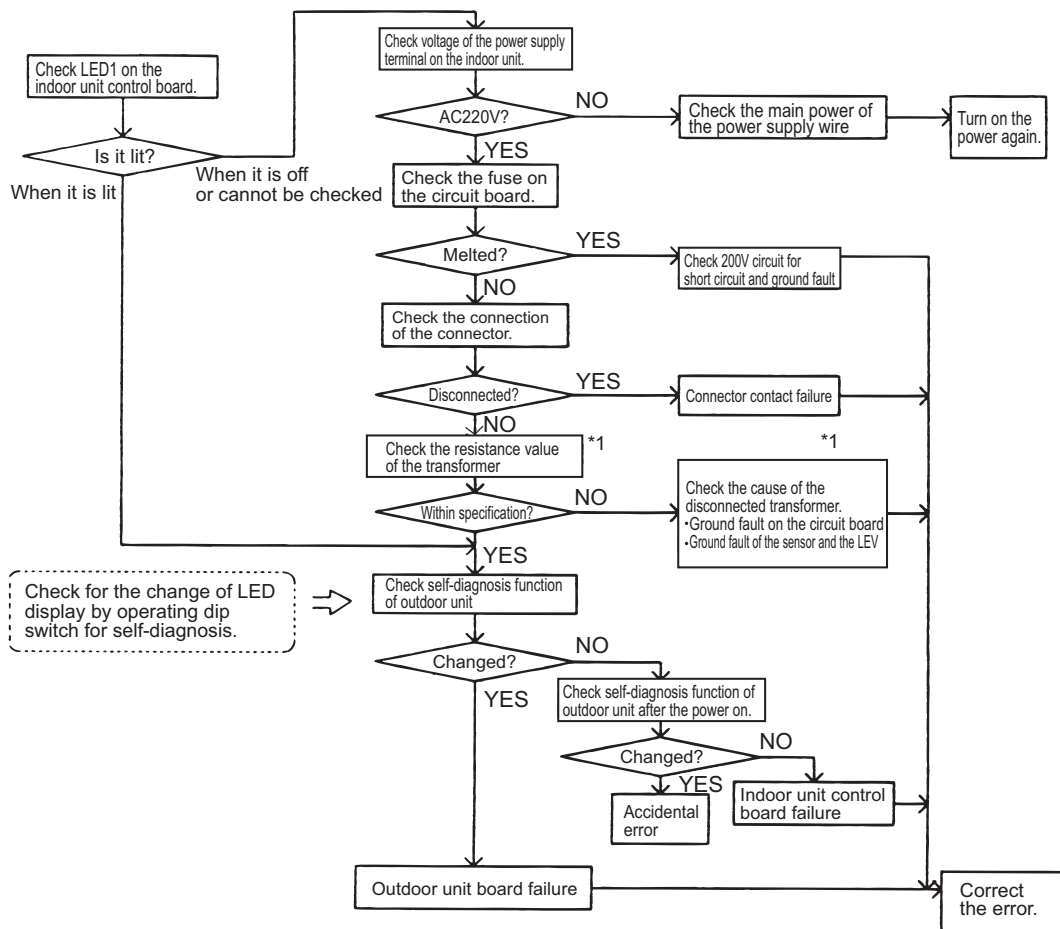 Check LED1 on the
indoor unit control board.
Is it lit?
When it is lit
When it is off
or cannot be checked
Check voltage of the power supply
terminal on the indoor unit.
AC220V?
NO
Check the main power of
the power supply wire
Turn on the
power again.
YES
Check the fuse on
the circuit board.
Melted?
YES
Check 200V circuit for
short circuit and ground fault
NO
Check the connection
of the connector.
Disconnected?
YES
Connector contact failure
NO
Check the resistance value
of the transformer
*1
*1
Within specification?
NO
Check the cause of the
disconnected transformer.
•Ground fault on the circuit board
•Ground fault of the sensor and the LEV
YES
Check for the change of LED
display by operating dip
switch for self-diagnosis.
Check self-diagnosis function
of outdoor unit
Changed?
NO
YES
Check self-diagnosis function of
outdoor unit after the power on.
Changed?
NO
YES
Accidental
error
Indoor unit control
board failure
Outdoor unit board failure
Correct
the error.